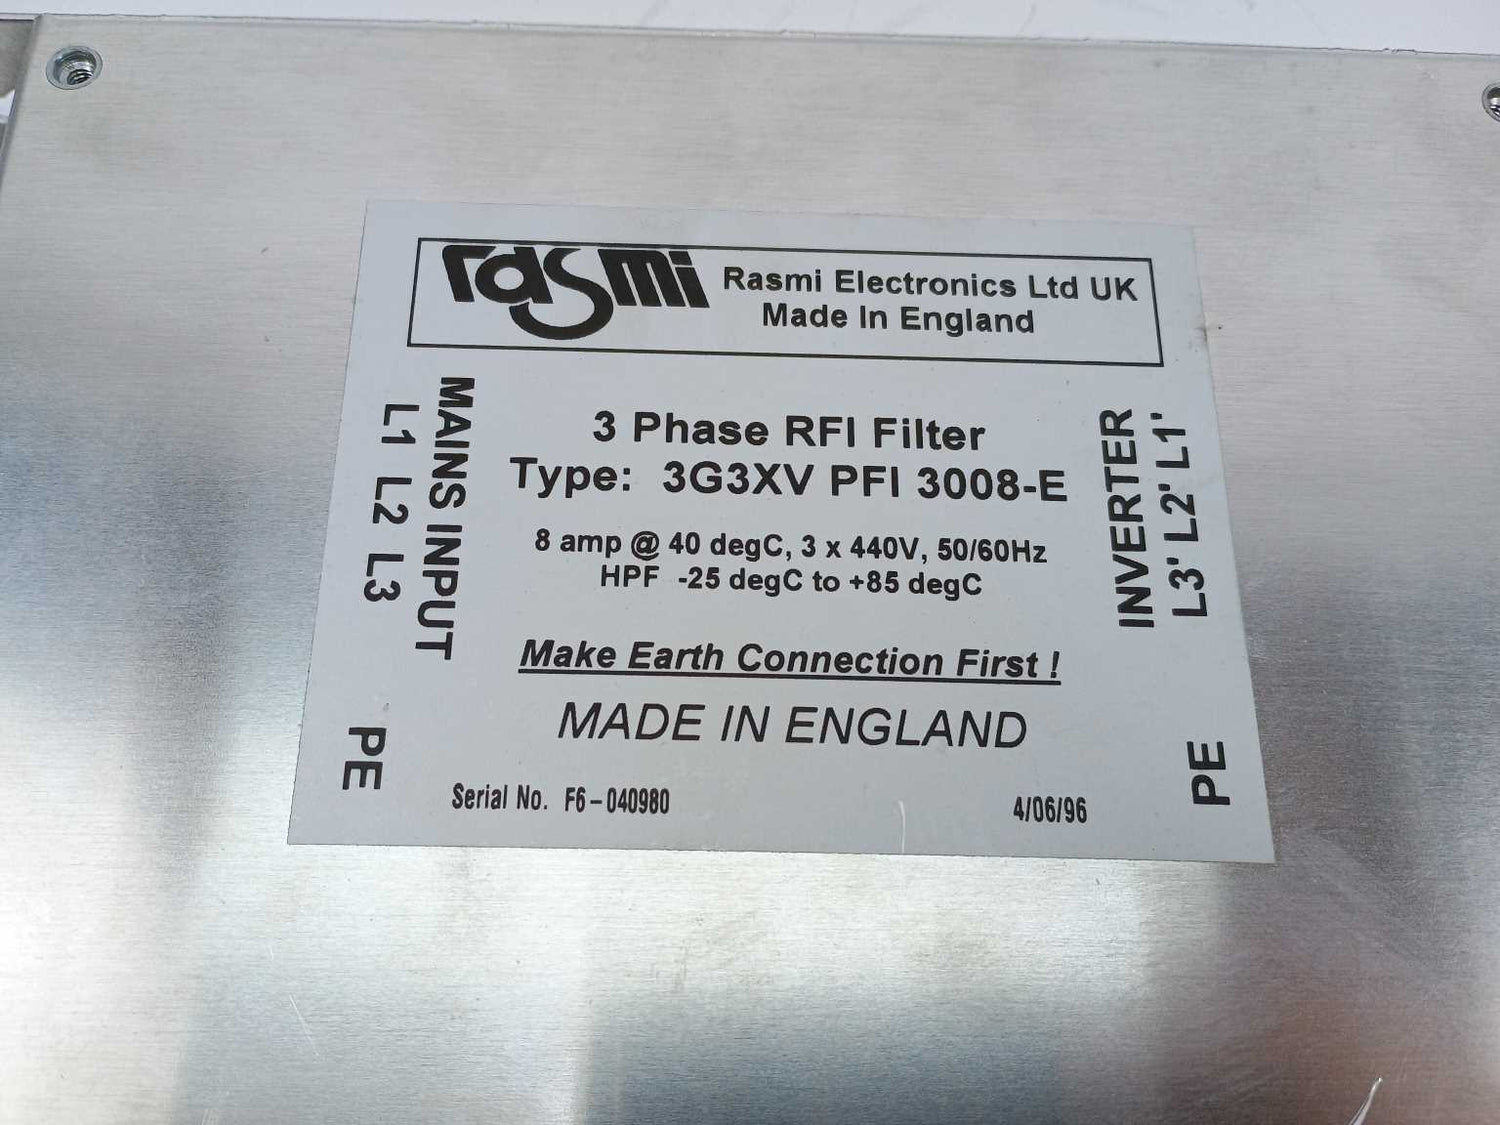 rasmi
Rasmi Electronics Ltd UK
Made In England
MAINS INPUT
L1 L2 L3
PE
3 Phase RFI Filter
Type: 3G3XV PFI 3008-E
8 amp @ 40 degC, 3 x 440V, 50/60Hz
HPF -25 degC to +85 degC
Make Earth Connection First !
MADE IN ENGLAND
Serial No. F6-040980
4/06/96
INVERTER
L3' L2' L1'
PE